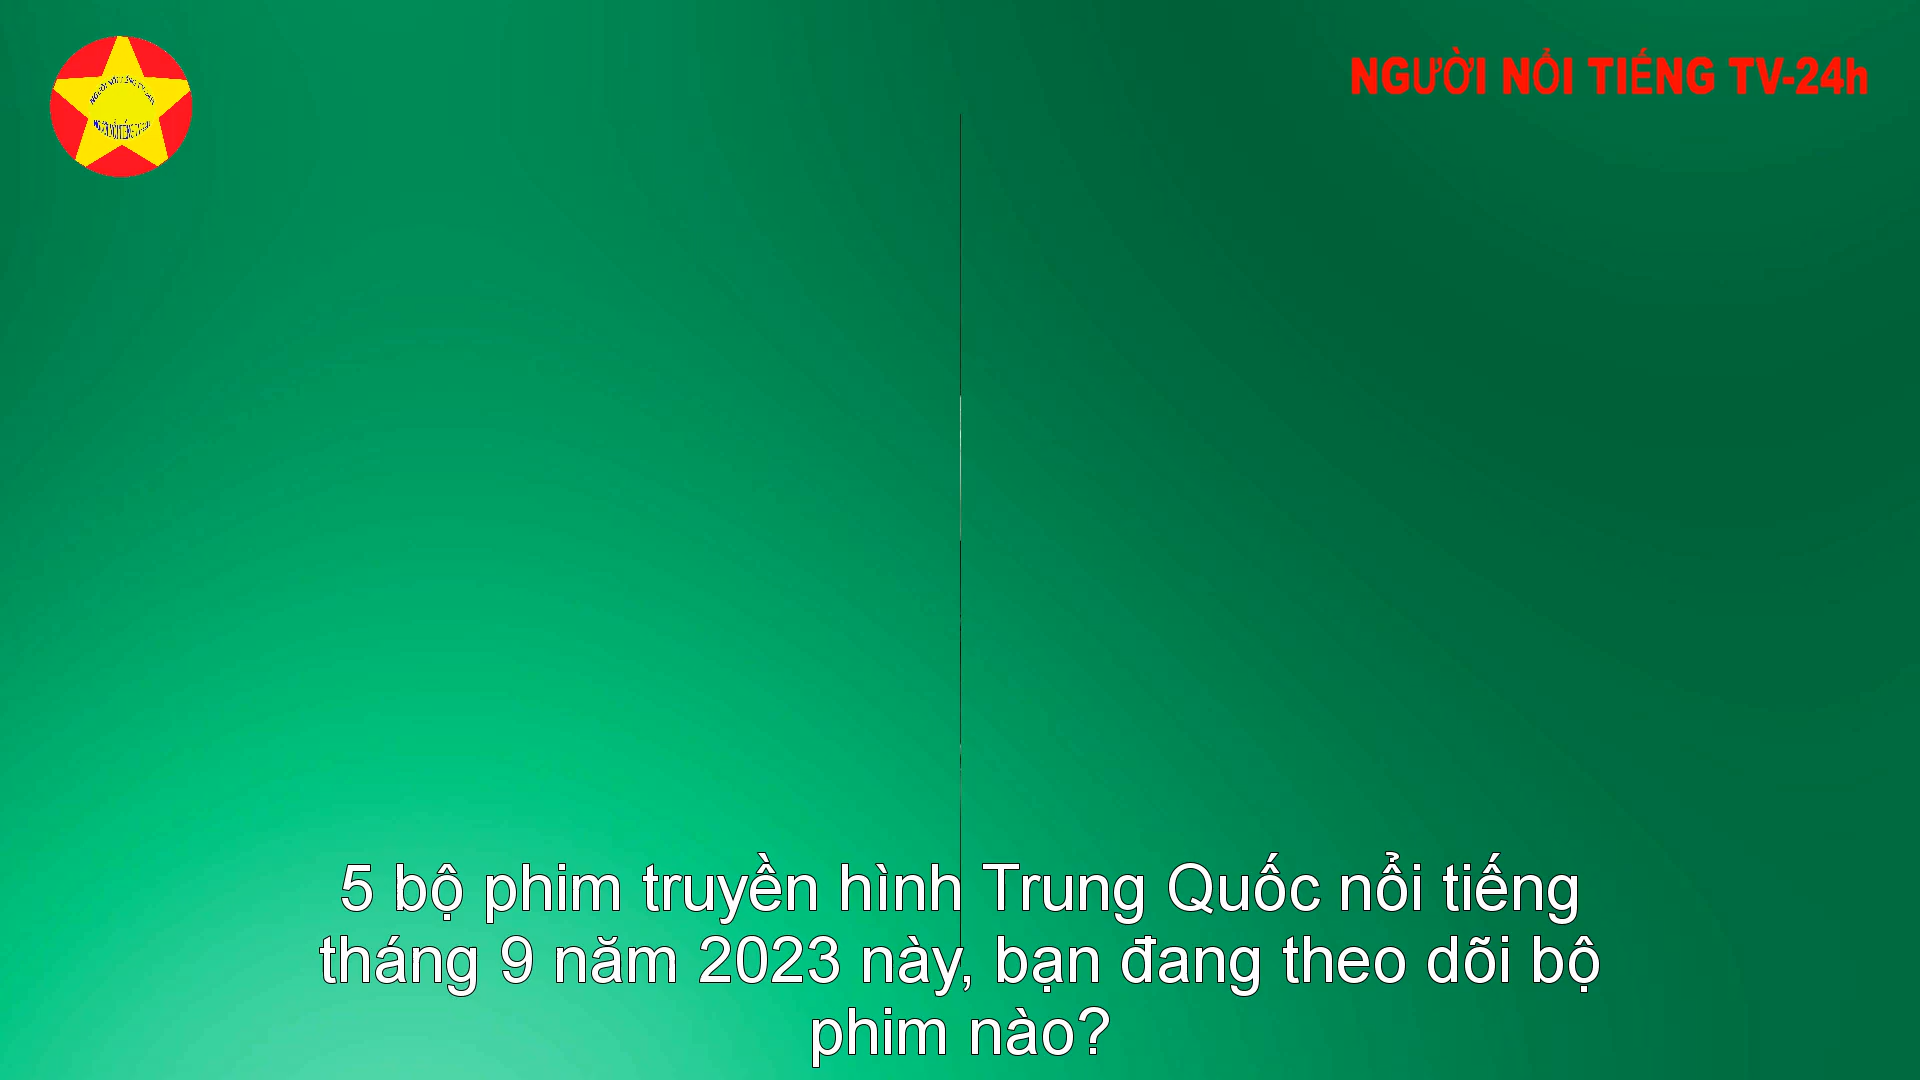 NGƯỜI NỔI TIẾNG TV-24h
5 bộ phim truyền hình Trung Quốc nổi tiếng
tháng 9 năm 2023 này, bạn đang theo dõi bộ
phim nào?